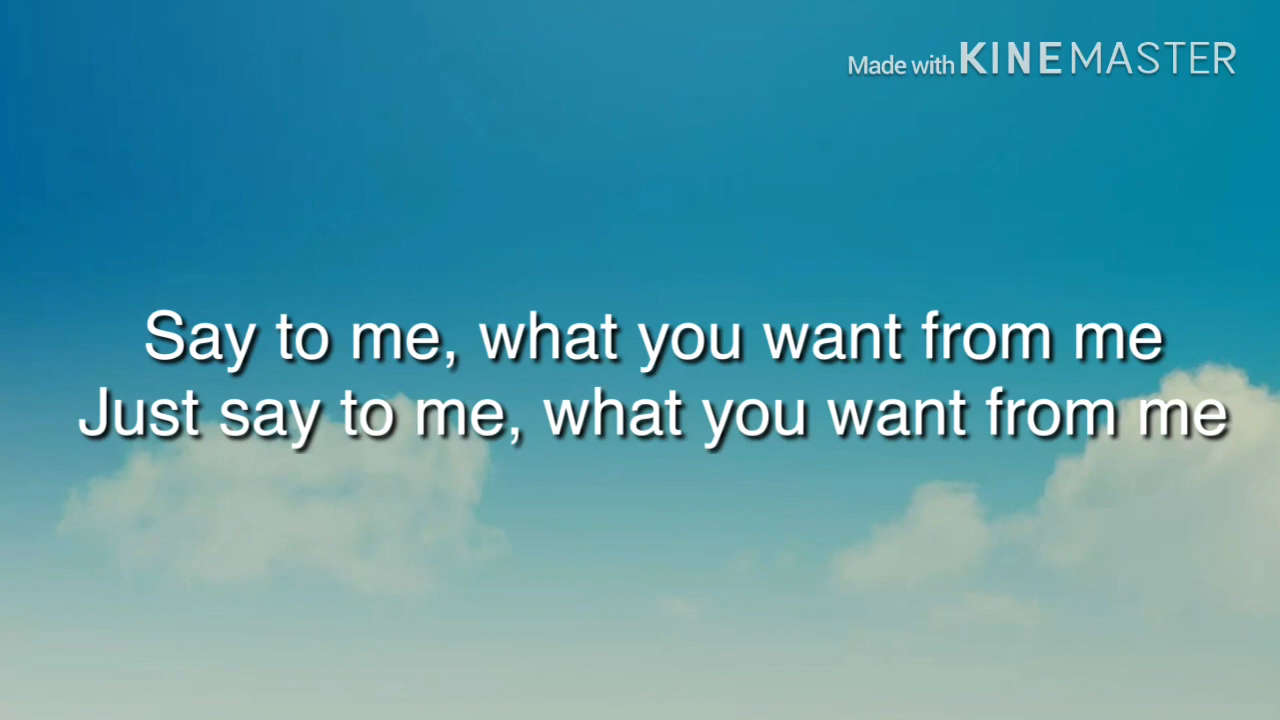 Made with KINEMASTER
Say to me, what you want from me
Just say to me, what you want from me